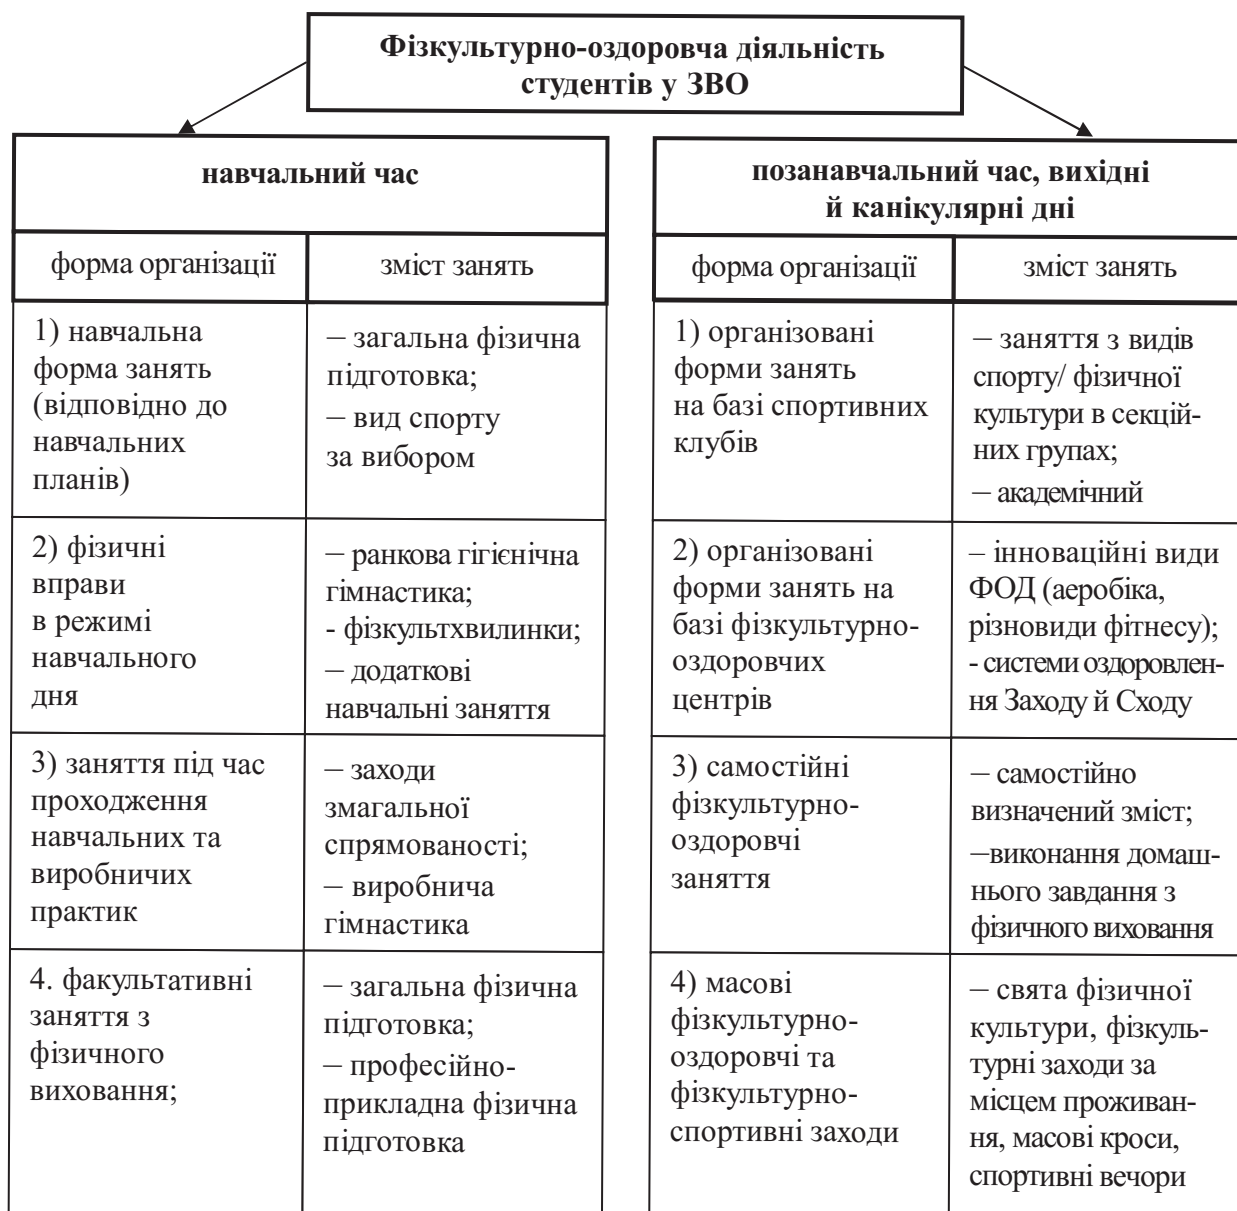 Фізкультурно-оздоровча діяльність
студентів у ЗВО
навчальний час
форма організації
зміст занять
1) навчальна
форма занять
(відповідно до
навчальних
планів)
– загальна фізична
підготовка;
– вид спорту
за вибором
2) фізичні
вправи
в режимі
навчального
дня
– ранкова гігієнічна
гімнастика;
- фізкультхвилинки;
– додаткові
навчальні заняття
3) заняття під час
проходження
навчальних та
виробничих
практик
– заходи
змагальної
спрямованості;
– виробнича
гімнастика
4. факультативні
заняття з
фізичного
виховання;
– загальна фізична
підготовка;
– професійно-
прикладна фізична
підготовка
позанавчальний час, вихідні
й канікулярні дні
форма організації
зміст занять
1) організовані
форми занять
на базі спортивних
клубів
– заняття з видів
спорту/ фізичної
культури в секцій-
них групах;
– академічний
2) організовані
форми занять на
базі фізкультурно-
оздоровчих
центрів
– інноваційні види
ФОД (аеробіка,
різновиди фітнесу);
- системи оздоровлен-
ня Заходу й Сходу
3) самостійні
фізкультурно-
оздоровчі
заняття
– самостійно
визначений зміст;
–виконання домаш-
нього завдання з
фізичного виховання
4) масові
фізкультурно-
оздоровчі та
фізкультурно-
спортивні заходи
– свята фізичної
культури, фізкуль-
турні заходи за
місцем проживан-
ня, масові кроси,
спортивні вечори